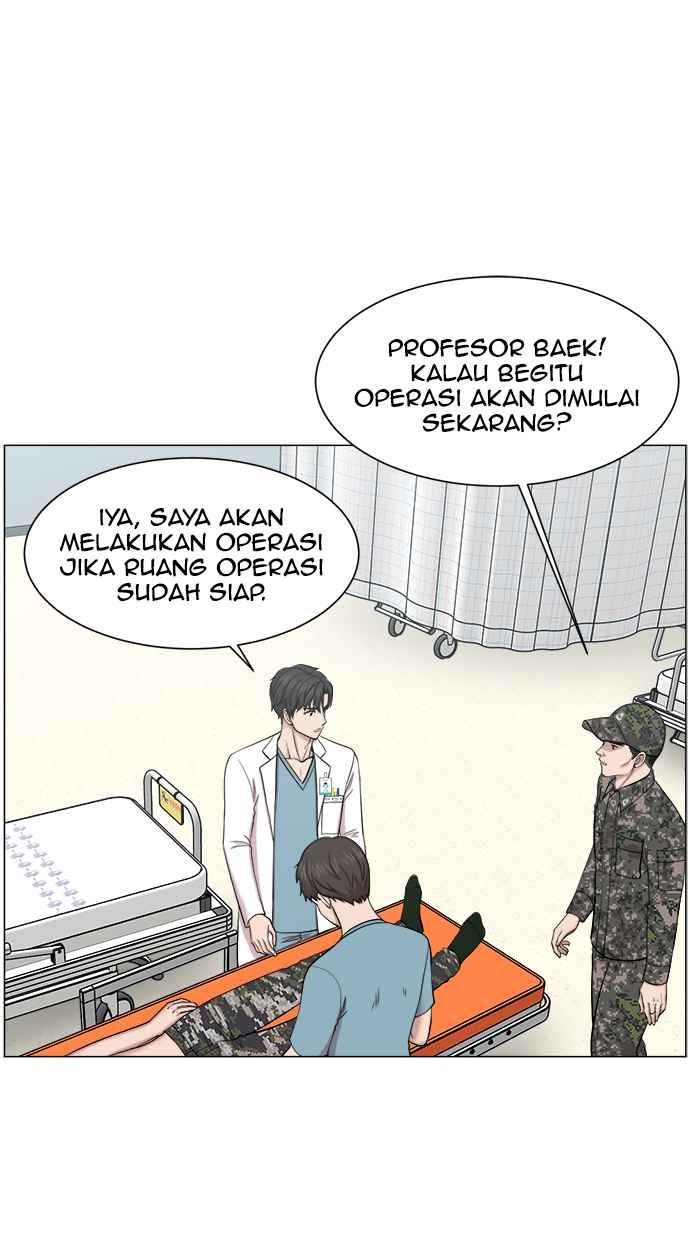 PROFESOR BAEK!
KALAU BEGITU
OPERASI AKAN DIMULAI
SEKARANG?
IYA, SAYA AKAN
MELAKUKAN OPERASI
JIKA RUANG OPERASI
SUDAH SIAP.